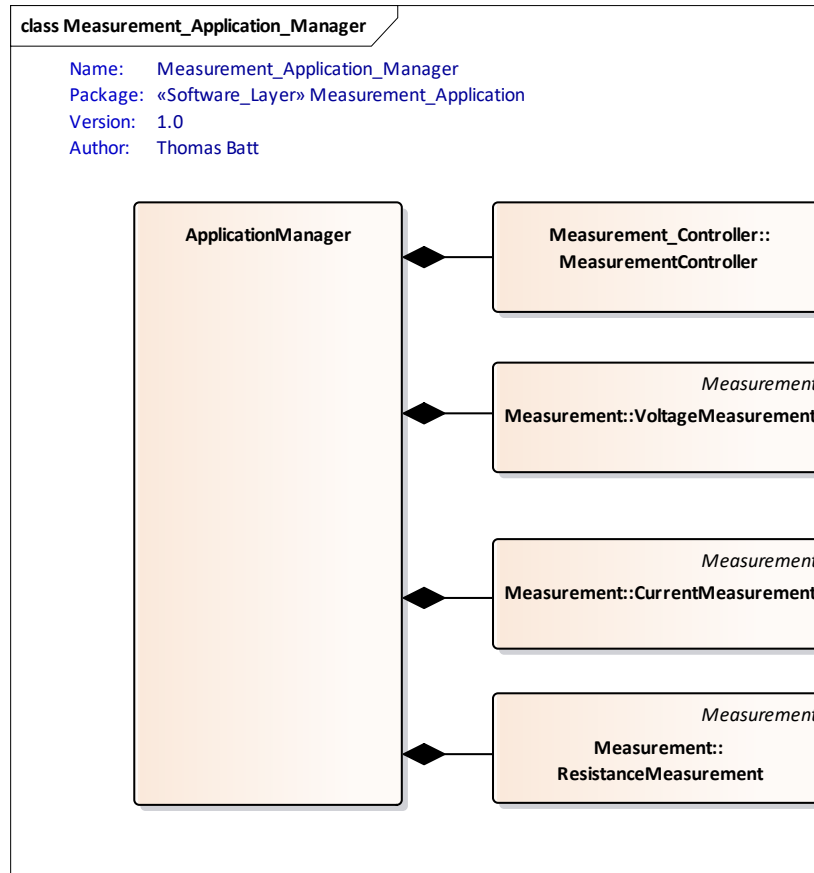 class Measurement_Application_Manager
Name: Measurement_Application_Manager
Package: «Software_Layer» Measurement_Application
Version: 1.0
Author: Thomas Batt
ApplicationManager
Measurement_Controller::
MeasurementController
Measurement
Measurement::VoltageMeasurement
Measurement
Measurement::CurrentMeasurement
Measurement
Measurement::
ResistanceMeasurement